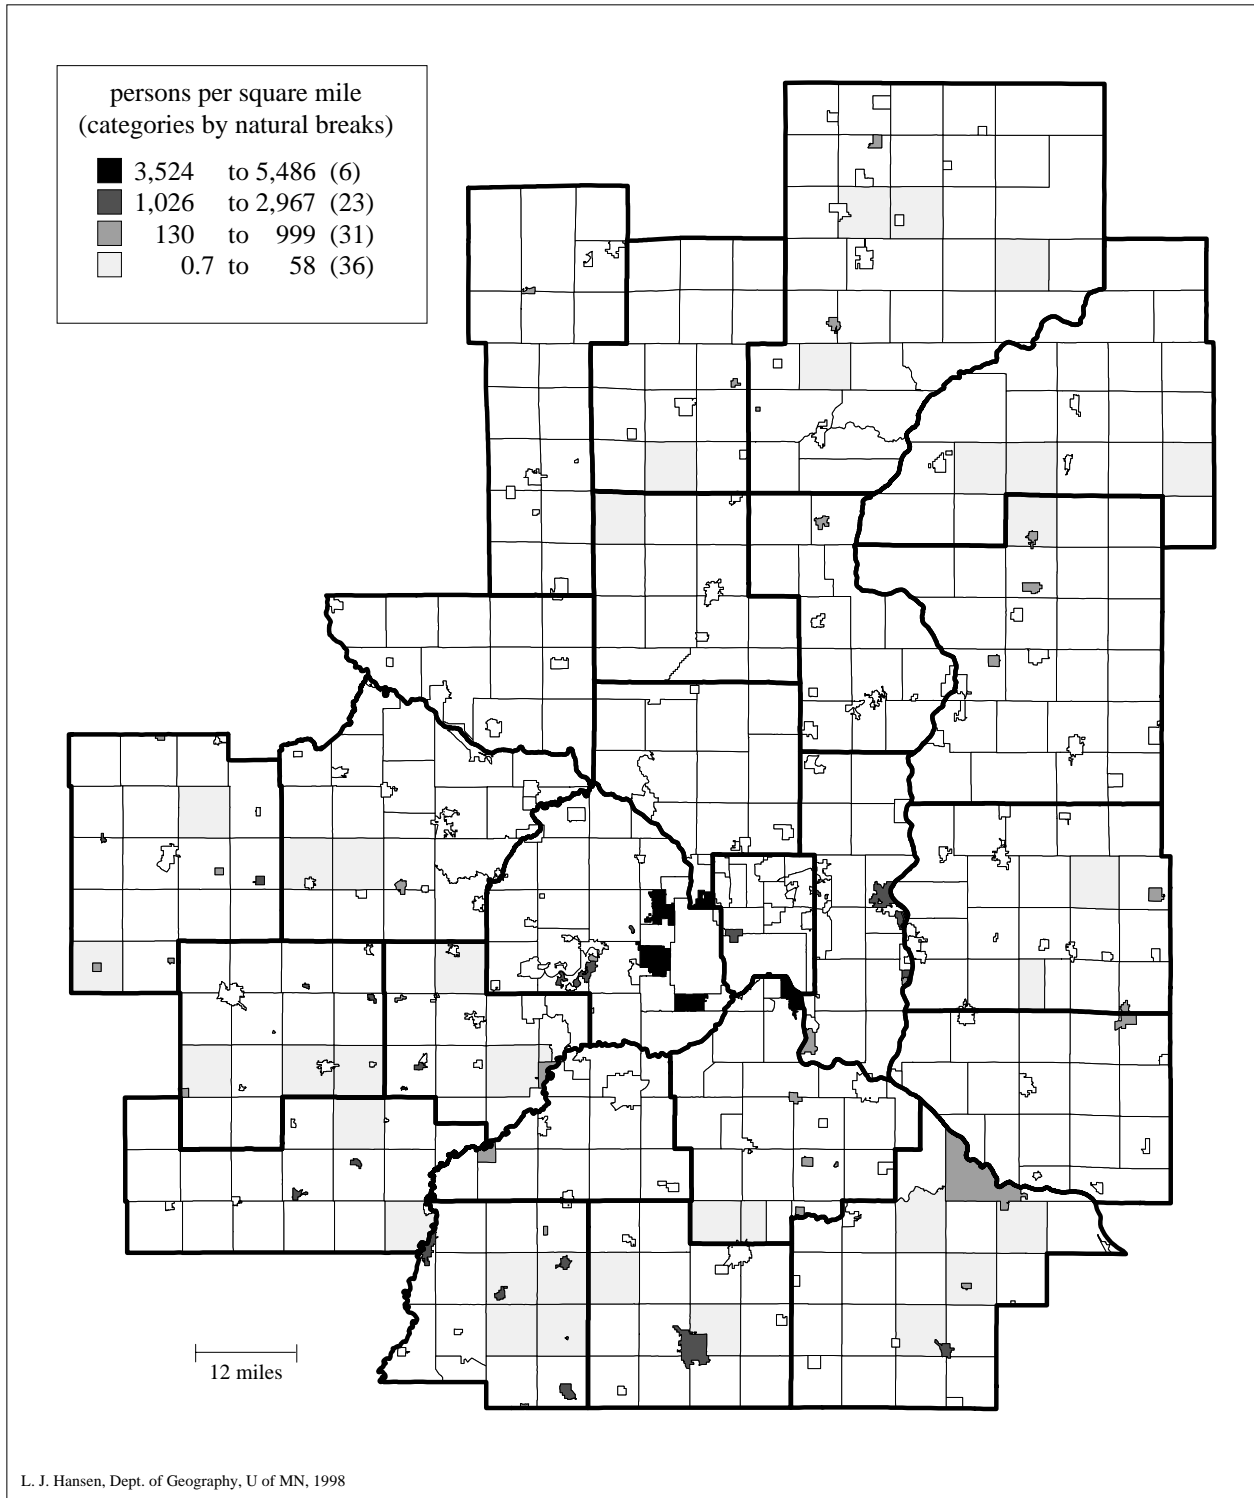 persons per square mile
(categories by natural breaks)
3,524 to 5,486 (6)
1,026 to 2,967 (23)
130 to 999 (31)
0.7 to 58 (36)
12 miles
L. J. Hansen, Dept. of Geography, U of MN, 1998